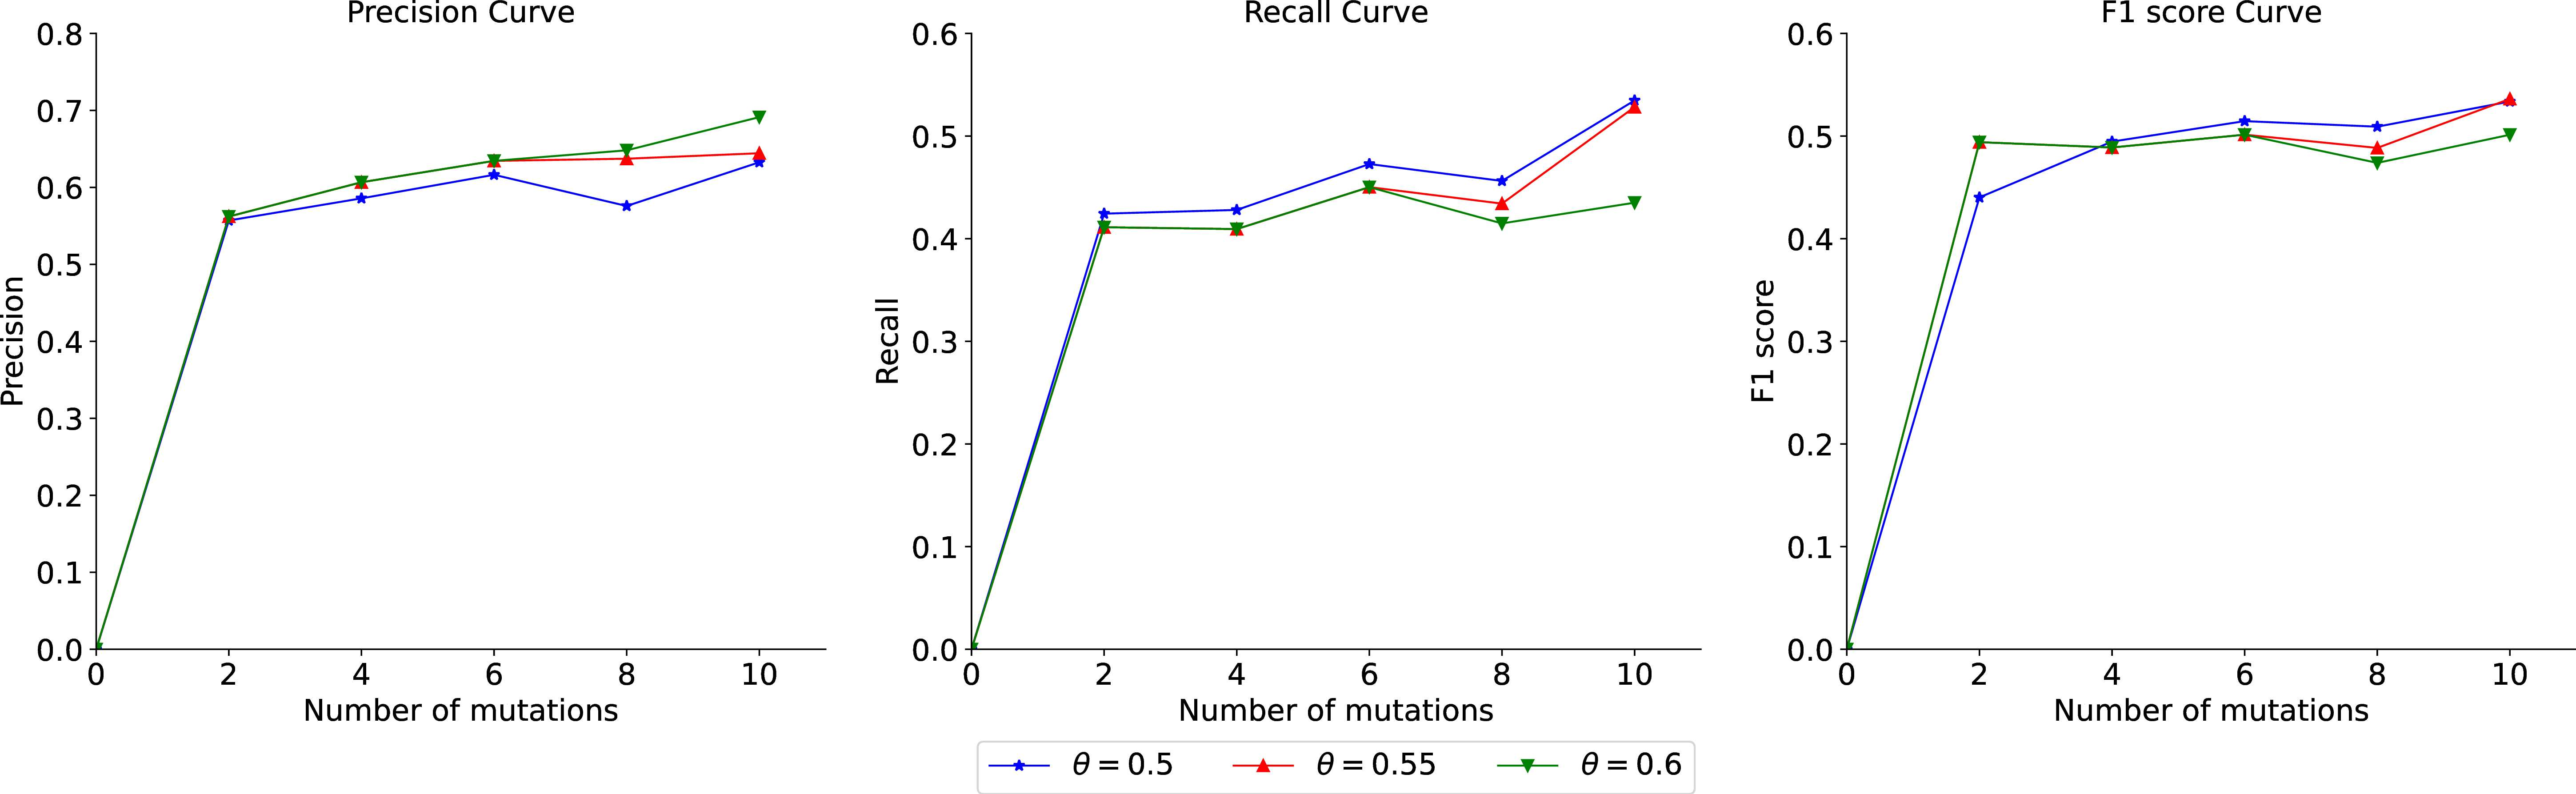 Precision Curve
0.8
0.7
0.6
0.5
0.4
0.3
0.2
0.1
0.0
Precision
0 2 4 6 8 10
Number of mutations
Recall Curve
0.6
0.5
0.4
0.3
0.2
0.1
0.0
Recall
0 2 4 6 8 10
Number of mutations
F1 score Curve
0.6
0.5
0.4
0.3
0.2
0.1
0.0
F1 score
0 2 4 6 8 10
Number of mutations
θ = 0.5 θ = 0.55 θ = 0.6